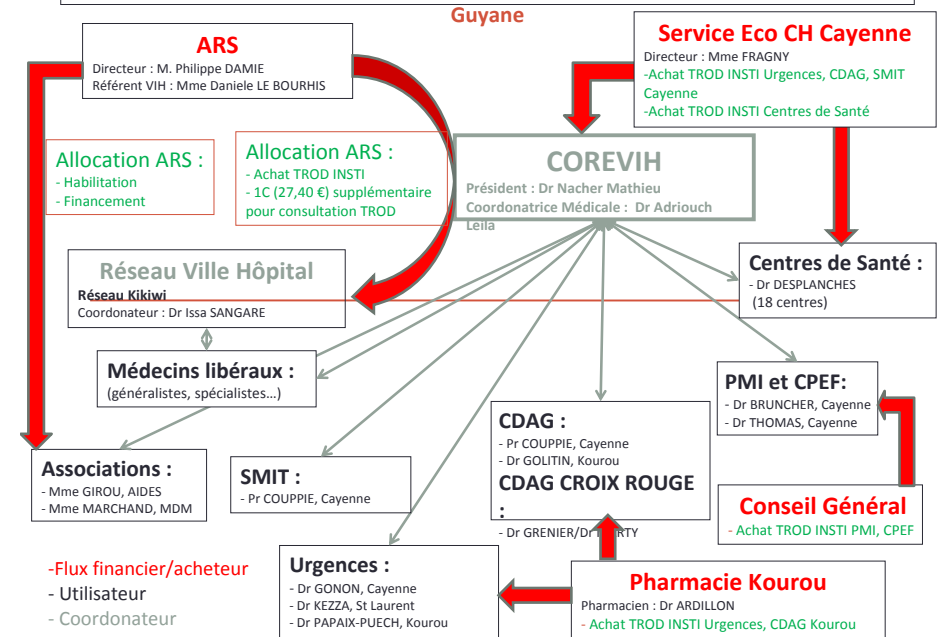 Guyane
ARS
Directeur : M. Philippe DAMIE
Référent VIH : Mme Daniele LE BOURHIS
Service Eco CH Cayenne
Directeur : Mme FRAGNY
-Achat TROD INSTI Urgences, CDAG, SMIT
Cayenne
-Achat TROD INSTI Centres de Santé
Allocation ARS :
- Habilitation
- Financement
Allocation ARS :
- Achat TROD INSTI
- 1C (27,40 €) supplémentaire
pour consultation TROD
COREVIH
Président : Dr Nacher Mathieu
Coordonatrice Médicale : Dr Adriouch
Leila
Réseau Ville Hôpital
Réseau Kikiwi
Coordonateur : Dr Issa SANGARE
Centres de Santé :
- Dr DESPLANCHES
(18 centres)
Médecins libéraux :
(généralistes, spécialistes…)
PMI et CPEF:
- Dr BRUNCHER, Cayenne
- Dr THOMAS, Cayenne
CDAG :
- Pr COUPPIE, Cayenne
- Dr GOLITIN, Kourou
CDAG CROIX ROUGE
:
- Dr GRENIER/Dr
Associations :
- Mme GIROU, AIDES
- Mme MARCHAND, MDM
SMIT :
- Pr COUPPIE, Cayenne
Conseil Général
- Achat TROD INSTI PMI, CPEF
Urgences :
- Dr GONON, Cayenne
- Dr KEZZA, St Laurent
- Dr PAPAIX-PUECH, Kourou
Pharmacie Kourou
Pharmacien : Dr ARDILLON
- Achat TROD INSTI Urgences, CDAG Kourou
-Flux financier/acheteur
- Utilisateur
- Coordonateur